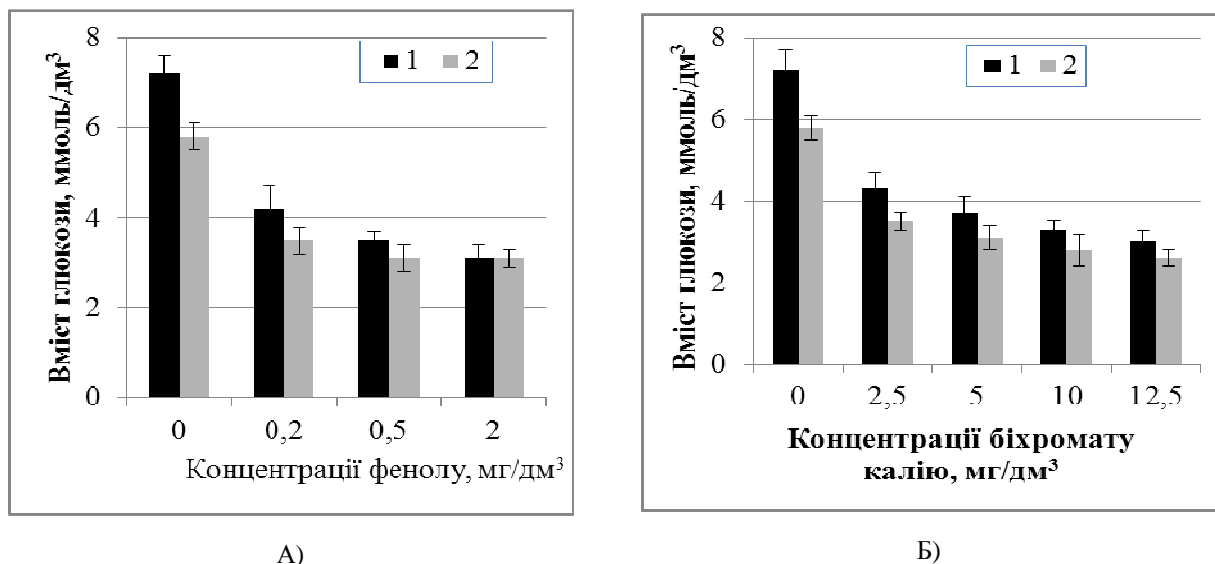 Вміст глюкози, ммоль/дм³
8
6
4
2
0
1 2
0 0,2 0,5 2
Концентрації фенолу, мг/дм³
А)
Вміст глюкози, ммоль/дм³
8
6
4
2
0
1 2
0 2,5 5 10 12,5
Концентрації біхромату
калію, мг/дм³
Б)